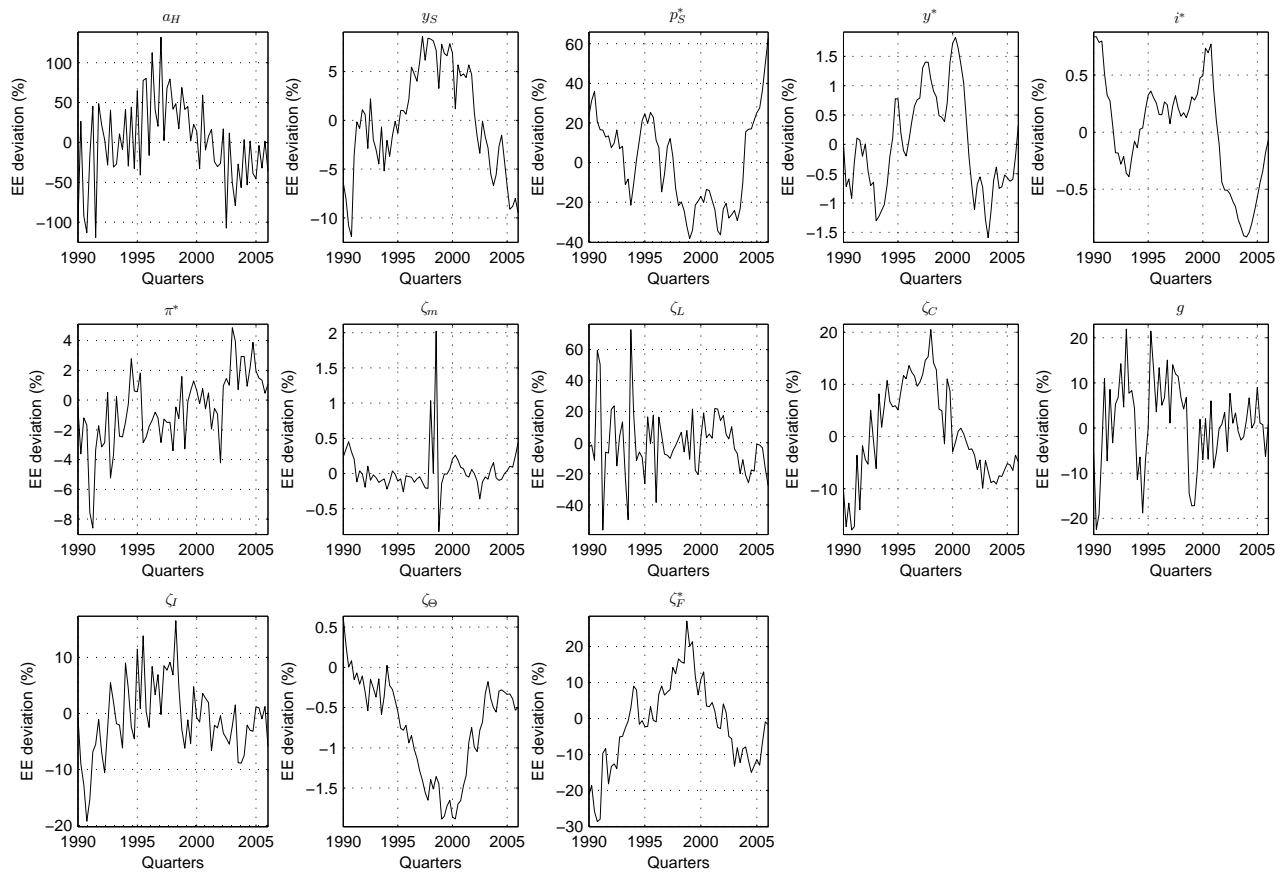 a_H
EE deviation (%)
100
50
0
−50
−100
1990 1995 2000 2005
Quarters
y_S
EE deviation (%)
5
0
−5
−10
1990 1995 2000 2005
Quarters
p_S^*
EE deviation (%)
60
40
20
0
−20
−40
1990 1995 2000 2005
Quarters
y^*
EE deviation (%)
1.5
1
0.5
0
−0.5
−1
−1.5
1990 1995 2000 2005
Quarters
i^*
EE deviation (%)
0.5
0
−0.5
1990 1995 2000 2005
Quarters
π^*
EE deviation (%)
4
2
0
−2
−4
−6
−8
1990 1995 2000 2005
Quarters
ζ_m
EE deviation (%)
2
1.5
1
0.5
0
−0.5
1990 1995 2000 2005
Quarters
ζ_L
EE deviation (%)
60
40
20
0
−20
−40
1990 1995 2000 2005
Quarters
ζ_C
EE deviation (%)
20
10
0
−10
1990 1995 2000 2005
Quarters
g
EE deviation (%)
20
10
0
−10
−20
1990 1995 2000 2005
Quarters
ζ_I
EE deviation (%)
10
0
−10
−20
1990 1995 2000 2005
Quarters
ζ_Θ
EE deviation (%)
0.5
0
−0.5
−1
−1.5
1990 1995 2000 2005
Quarters
ζ_F^*
EE deviation (%)
20
10
0
−10
−20
−30
1990 1995 2000 2005
Quarters